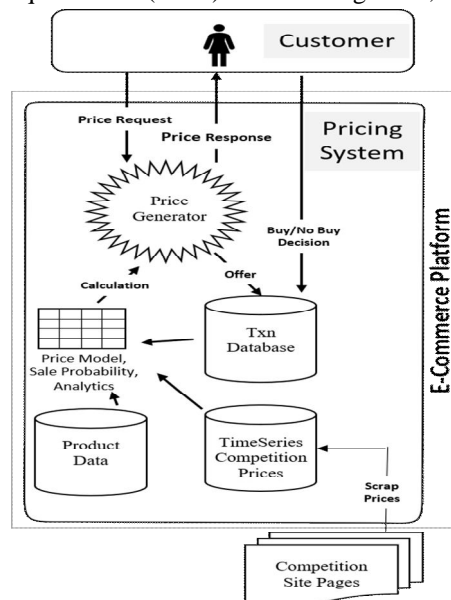 Customer
Price Request
Price Response
Pricing
System
Price
Generator
Buy/No Buy
Decision
Calculation
Offer
Txn
Database
Price Model,
Sale Probability,
Analytics
Product
Data
TimeSeries
Competition
Prices
E-Commerce Platform
Scrap
Prices
Competition
Site Pages